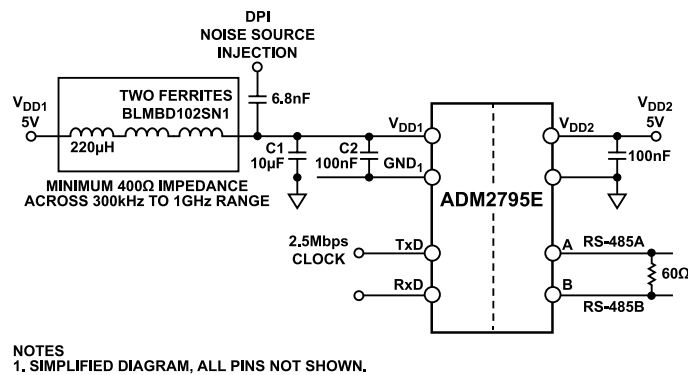 DPI
NOISE SOURCE
INJECTION
6.8nF
VDD1
5V
TWO FERRITES
BLMBD102SN1
220µH
MINIMUM 400Ω IMPEDANCE
ACROSS 300kHz TO 1GHz RANGE
C1
10µF
C2
100nF
VDD1
GND1
ADM2795E
VDD2
VDD2
5V
100nF
2.5Mbps
CLOCK
TxD
RxD
A
RS-485A
B
RS-485B
60Ω
NOTES
1. SIMPLIFIED DIAGRAM, ALL PINS NOT SHOWN.